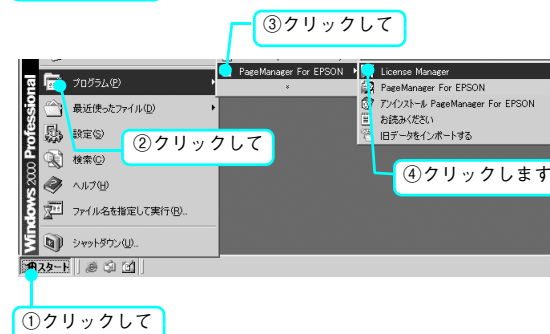 ③クリックして
プログラム(P)
PageManager For EPSON
License Manager
PageManager For EPSON
アンインストール PageManager For EPSON
お読みください
旧データをインポートする
最近使ったファイル(D)
設定(S)
②クリックして
検索(C)
④クリックします
ヘルプ(H)
ファイル名を指定して実行(R)...
シャットダウン(U)...
Windows 2000 Professional
スタート
①クリックして